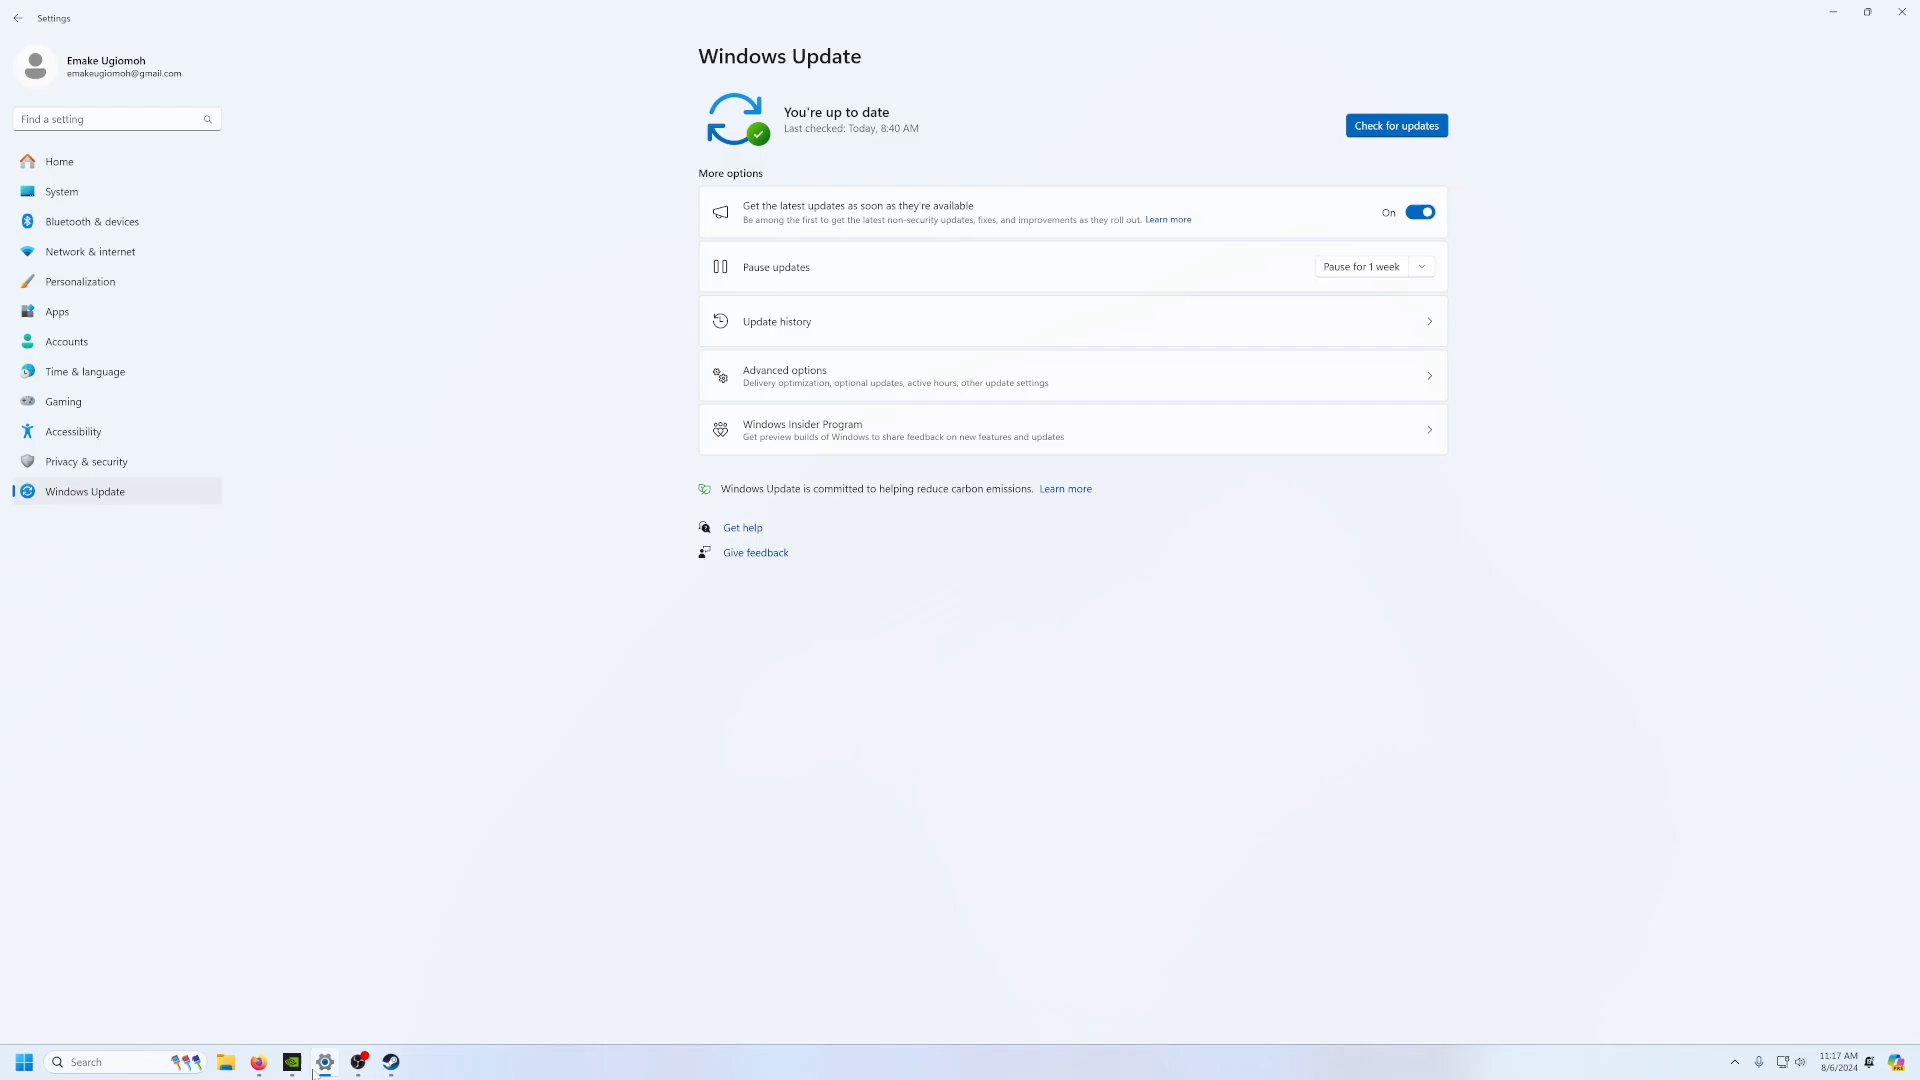 Settings
Emake Ugiomoh
emakeugiomoh@gmail.com
Find a setting
Home
System
Bluetooth & devices
Network & internet
Personalization
Apps
Accounts
Time & language
Gaming
Accessibility
Privacy & security
Windows Update
Windows Update
You're up to date
Last checked: Today, 8:40 AM
Check for updates
More options
Get the latest updates as soon as they're available
Be among the first to get the latest non-security updates, fixes, and improvements as they roll out. Learn more
On
Pause updates
Pause for 1 week
Update history
Advanced options
Delivery optimization, optional updates, active hours, other update settings
Windows Insider Program
Get preview builds of Windows to share feedback on new features and updates
Windows Update is committed to helping reduce carbon emissions. Learn more
Get help
Give feedback
Search
11:17 AM
8/6/2024
PRE